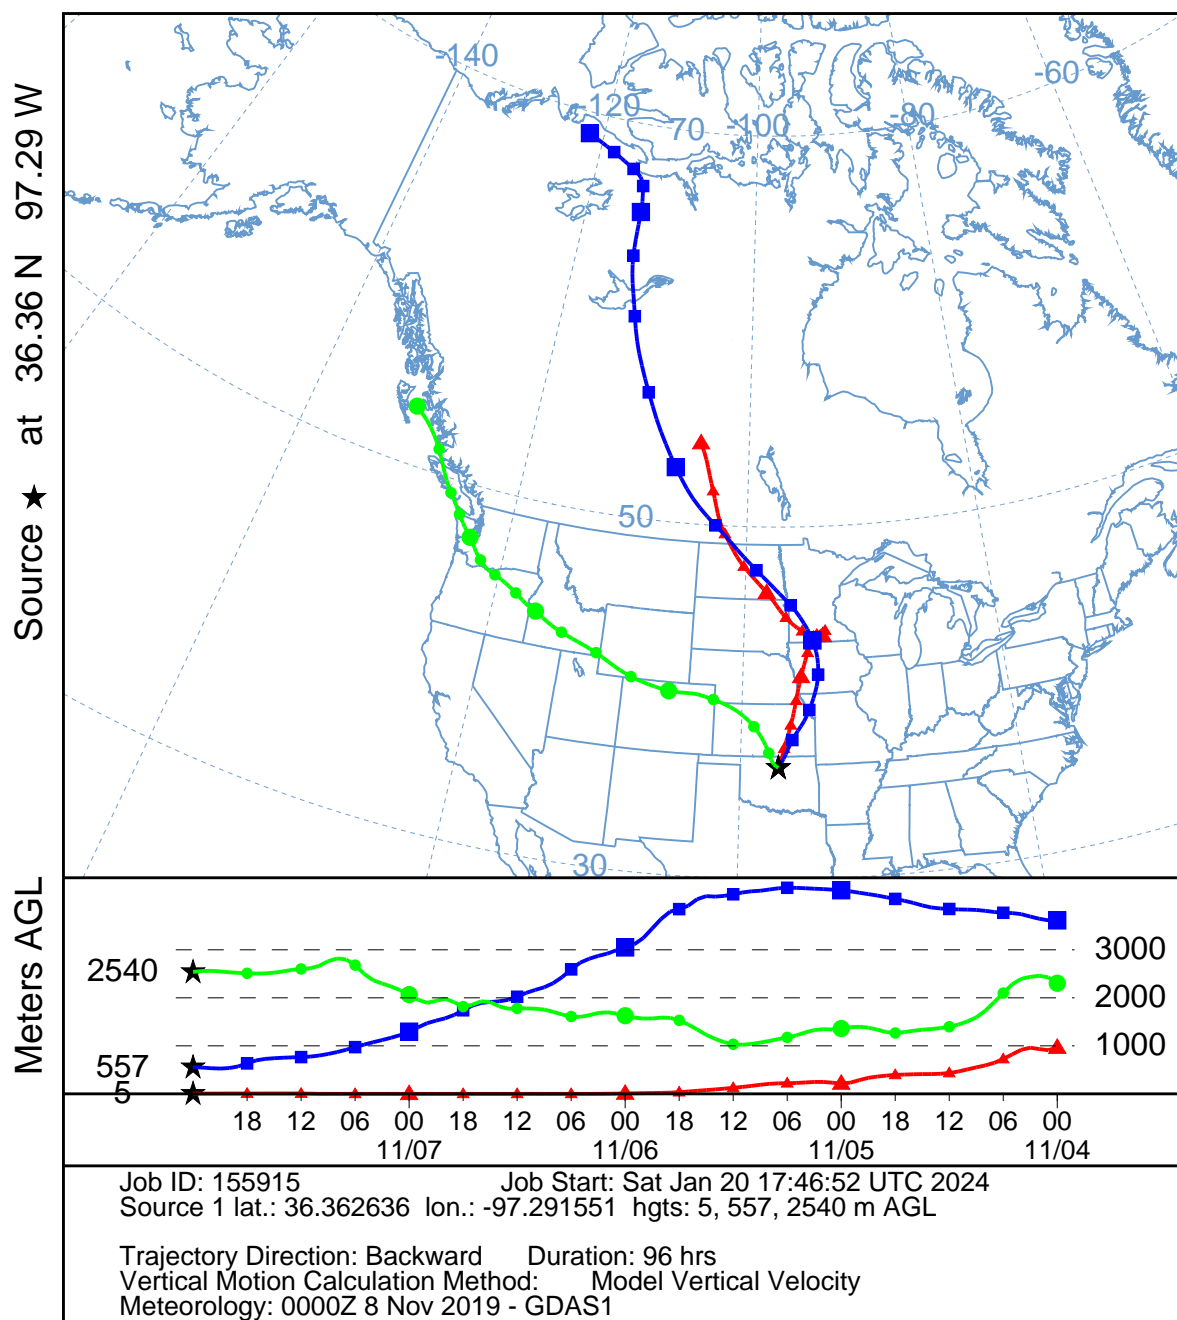 Source ★ at 36.36 N 97.29 W
-140
-120
70
-100
-80
-60
50
30
Meters AGL
2540
557
5
3000
2000
1000
18 12 06 00 18 12 06 00 18 12 06 00 18 12 06 00
11/07 11/06 11/05 11/04
Job ID: 155915 Job Start: Sat Jan 20 17:46:52 UTC 2024
Source 1 lat.: 36.362636 lon.: -97.291551 hgts: 5, 557, 2540 m AGL
Trajectory Direction: Backward Duration: 96 hrs
Vertical Motion Calculation Method: Model Vertical Velocity
Meteorology: 0000Z 8 Nov 2019 - GDAS1